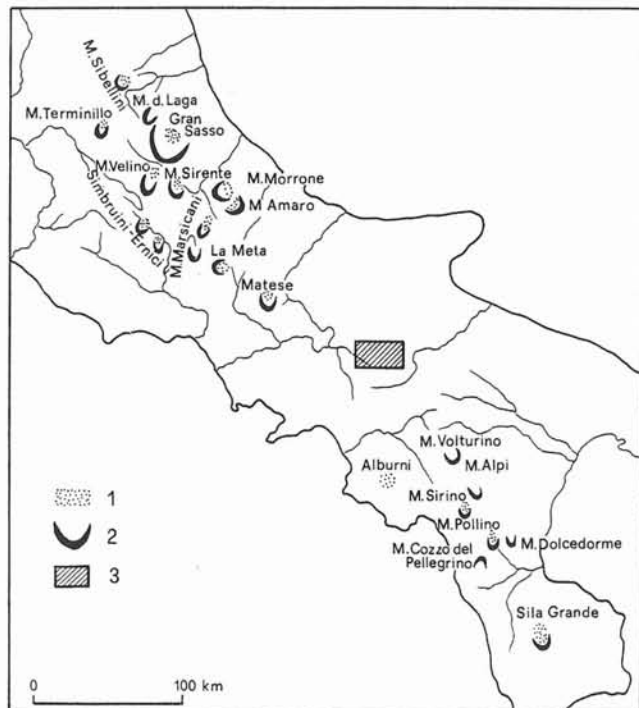 M. Sibellini
M. d. Laga
M. Terminillo
Gran
Sasso
M. Velino
M. Sirente
M. Morrone
M. Amaro
Simbruini-Ernici
M. Marsicani
La Meta
Matese
M. Volturino
Alburni
M. Alpi
M. Sirino
M. Pollino
M. Dolcedorme
M. Cozzo del
Pellegrino
Sila Grande
1
2
3
0 100 km